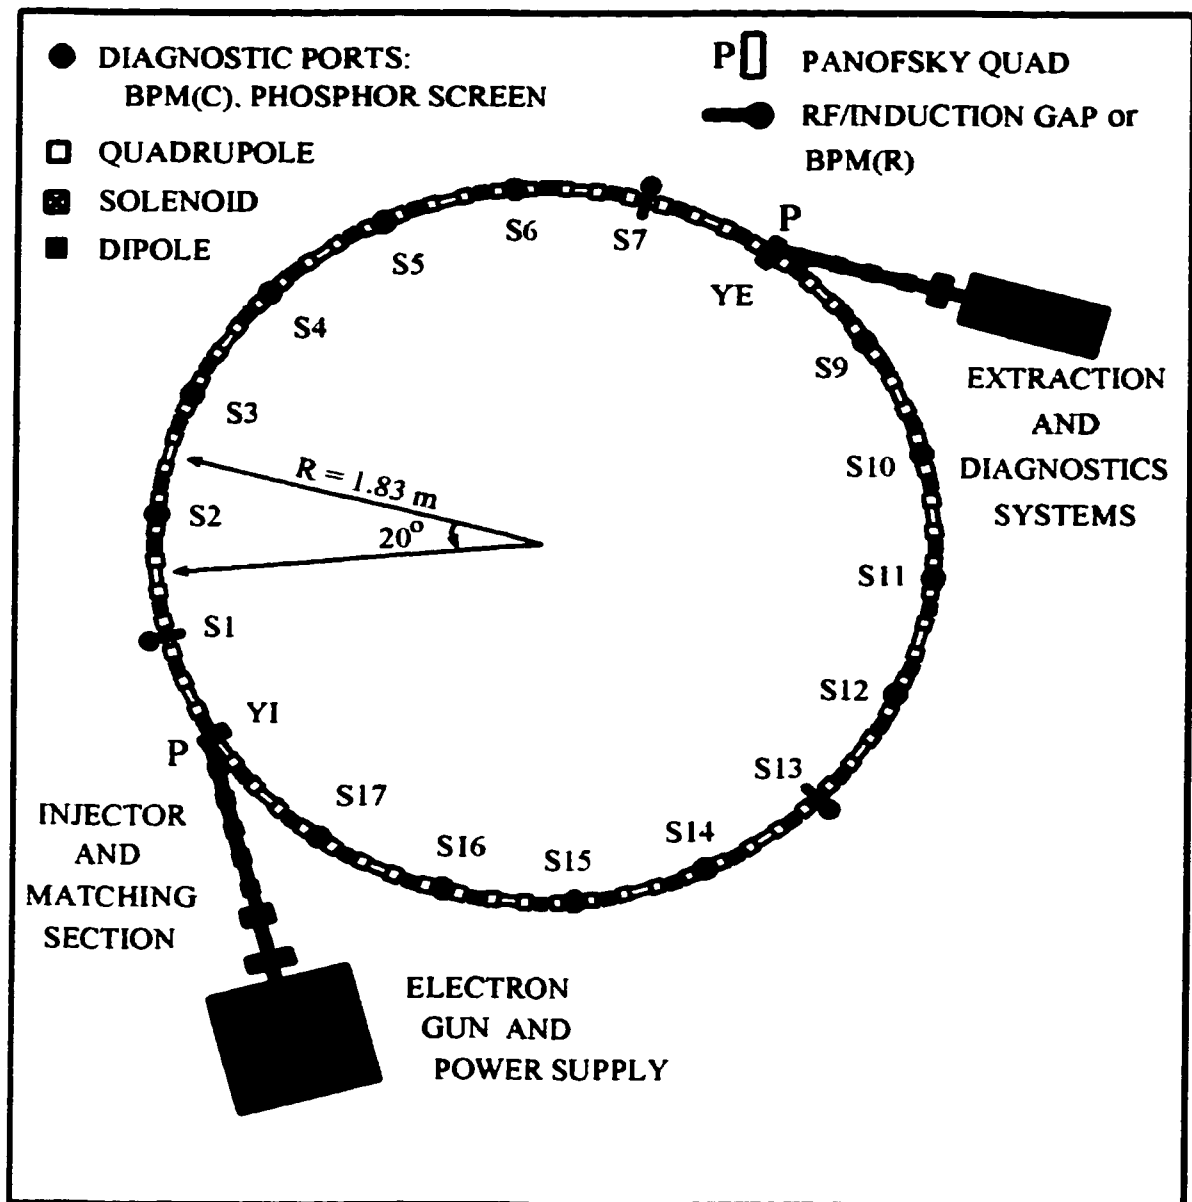 DIAGNOSTIC PORTS:
BPM(C). PHOSPHOR SCREEN
QUADRUPOLE
SOLENOID
DIPOLE
P PANOFSKY QUAD
RF/INDUCTION GAP or
BPM(R)
S6
S7
P
S5
YE
S4
S9
S3
EXTRACTION
AND
DIAGNOSTICS
SYSTEMS
S10
R = 1.83 m
20°
S2
S11
S1
S12
YI
P
S13
S17
S14
S16
S15
INJECTOR
AND
MATCHING
SECTION
ELECTRON
GUN AND
POWER SUPPLY